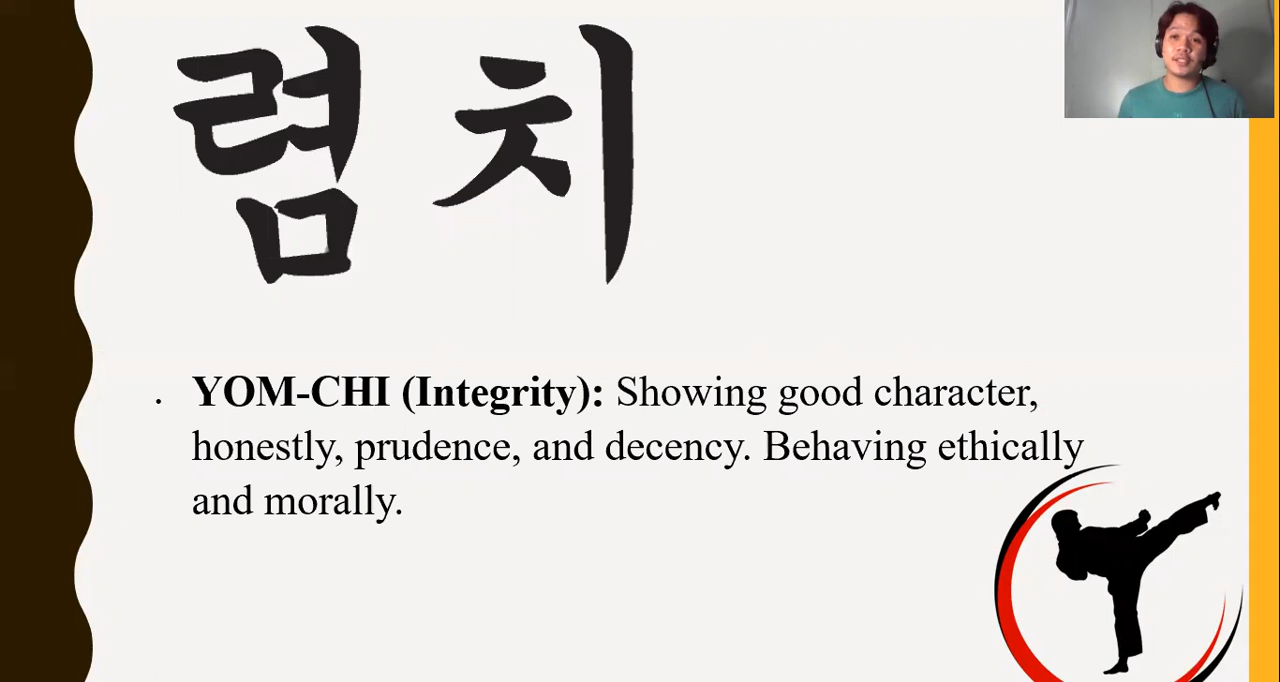 렴치
YOM-CHI (Integrity): Showing good character,
honestly, prudence, and decency. Behaving ethically
and morally.